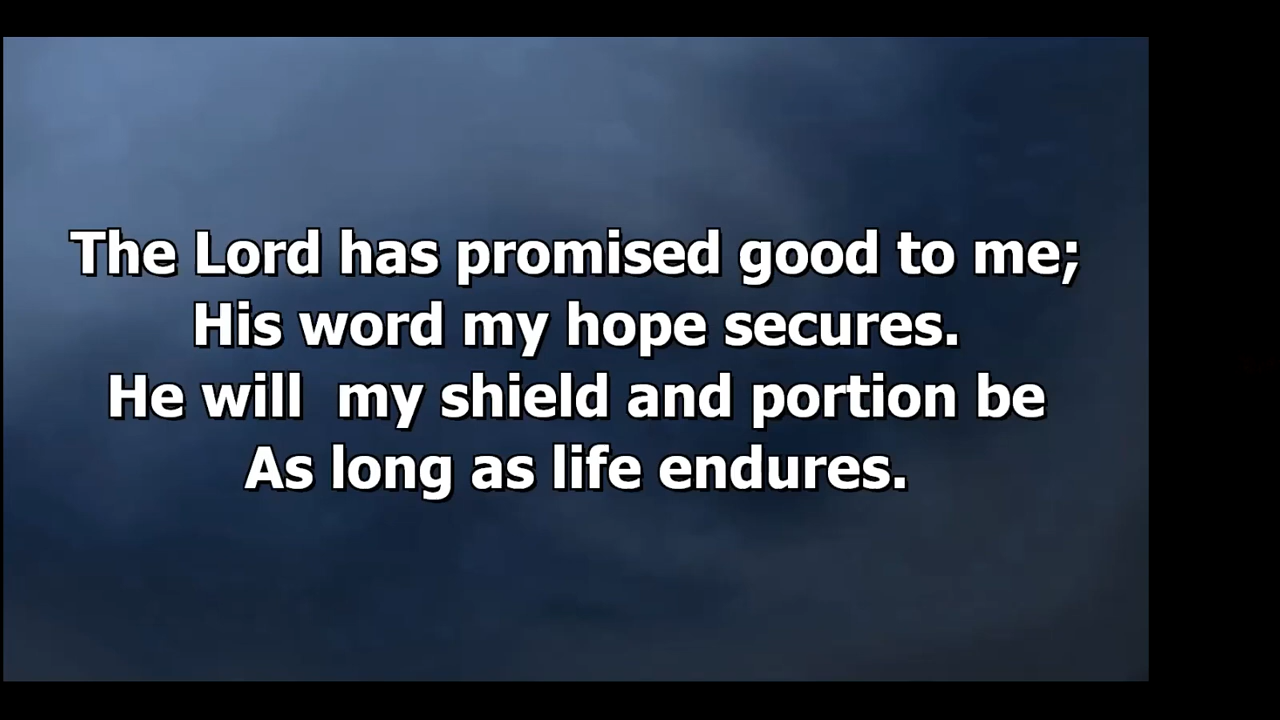 The Lord has promised good to me;
His word my hope secures.
He will  my shield and portion be
As long as life endures.